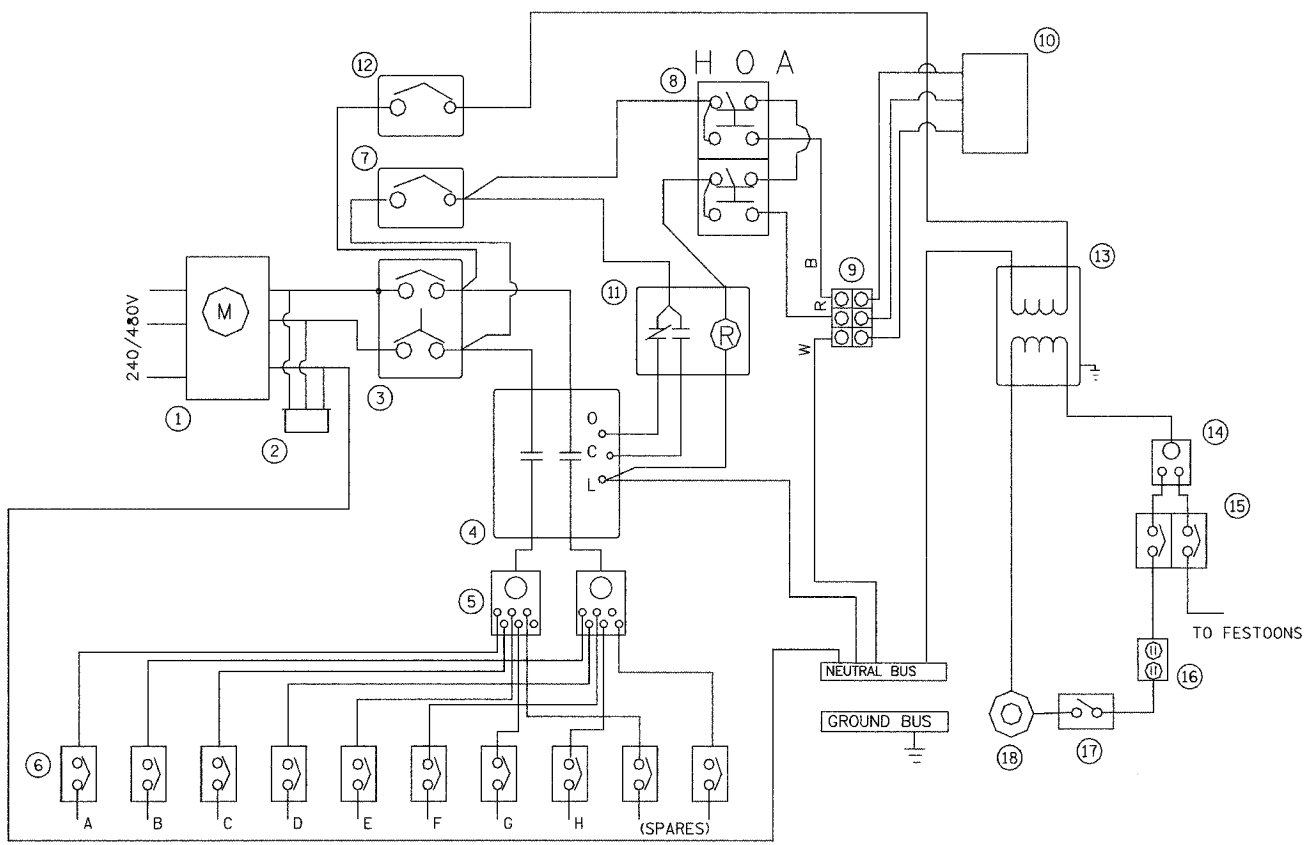 12
H O A
8
10
7
240/480V
M
1
2
3
11
R
B
R
W
9
13
O
C
L
4
14
15
5
TO FESTOONS
NEUTRAL BUS
16
GROUND BUS
18
17
6
A B C D E F G H (SPARES)